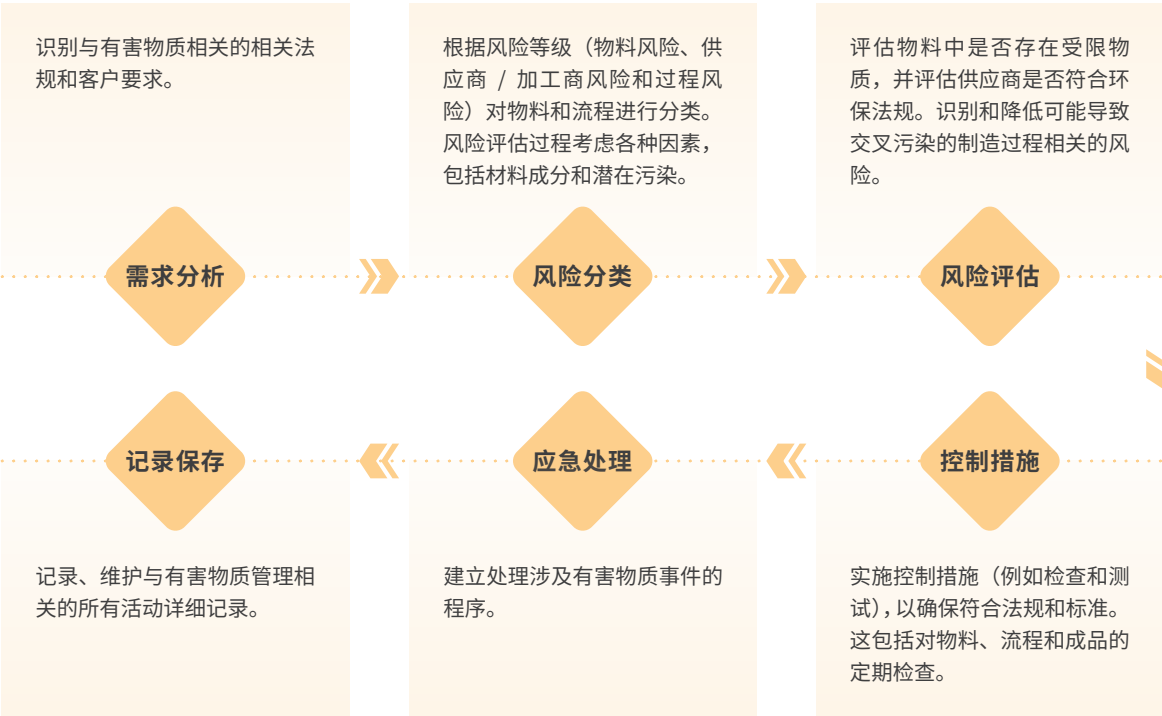 识别与有害物质相关的相关法
规和客户要求。
需求分析
根据风险等级（物料风险、供
应商 / 加工商风险和过程风
险）对物料和流程进行分类。
风险评估过程考虑各种因素，
包括材料成分和潜在污染。
风险分类
评估物料中是否存在受限物
质，并评估供应商是否符合环
保法规。识别和降低可能导致
交叉污染的制造过程相关的风
险。
风险评估
控制措施
实施控制措施（例如检查和测
试），以确保符合法规和标准。
这包括对物料、流程和成品的
定期检查。
应急处理
建立处理涉及有害物质事件的
程序。
记录保存
记录、维护与有害物质管理相
关的所有活动详细记录。